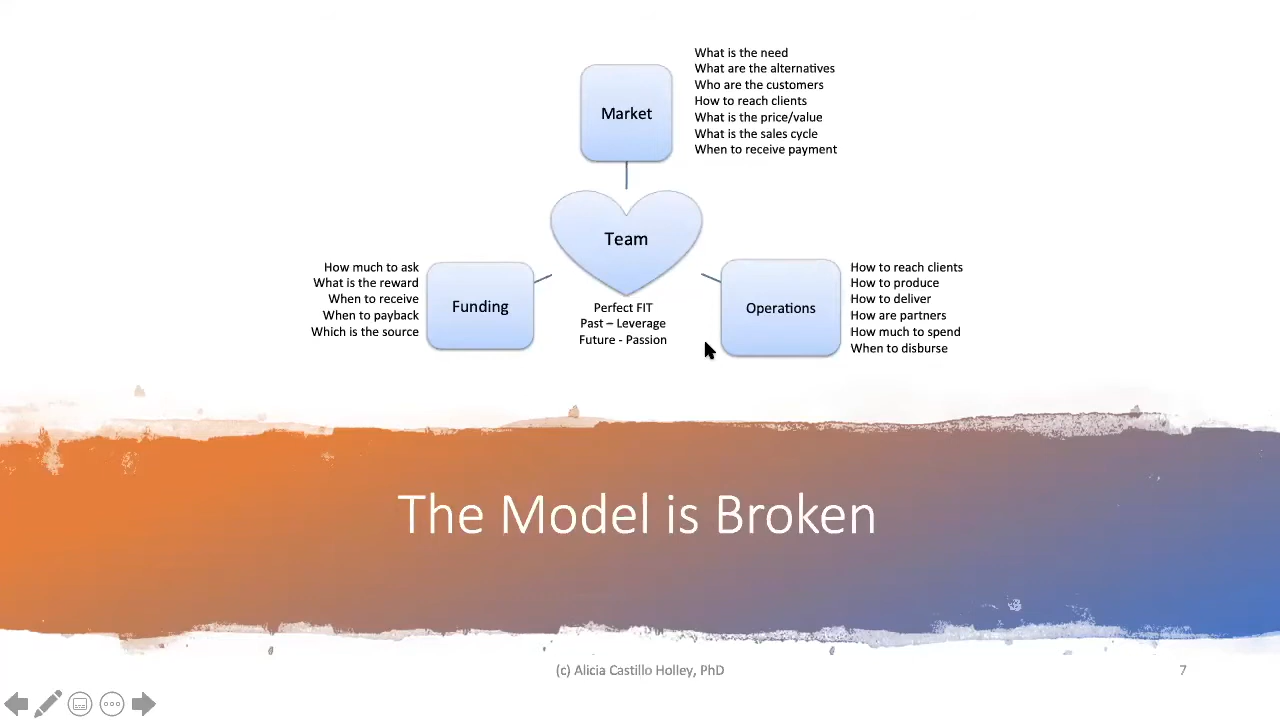 What is the need
What are the alternatives
Who are the customers
How to reach clients
What is the price/value
What is the sales cycle
When to receive payment
Market
Team
Perfect FIT
Past – Leverage
Future - Passion
How much to ask
What is the reward
When to receive
When to payback
Which is the source
Funding
Operations
How to reach clients
How to produce
How to deliver
How are partners
How much to spend
When to disburse
The Model is Broken
(c) Alicia Castillo Holley, PhD
7